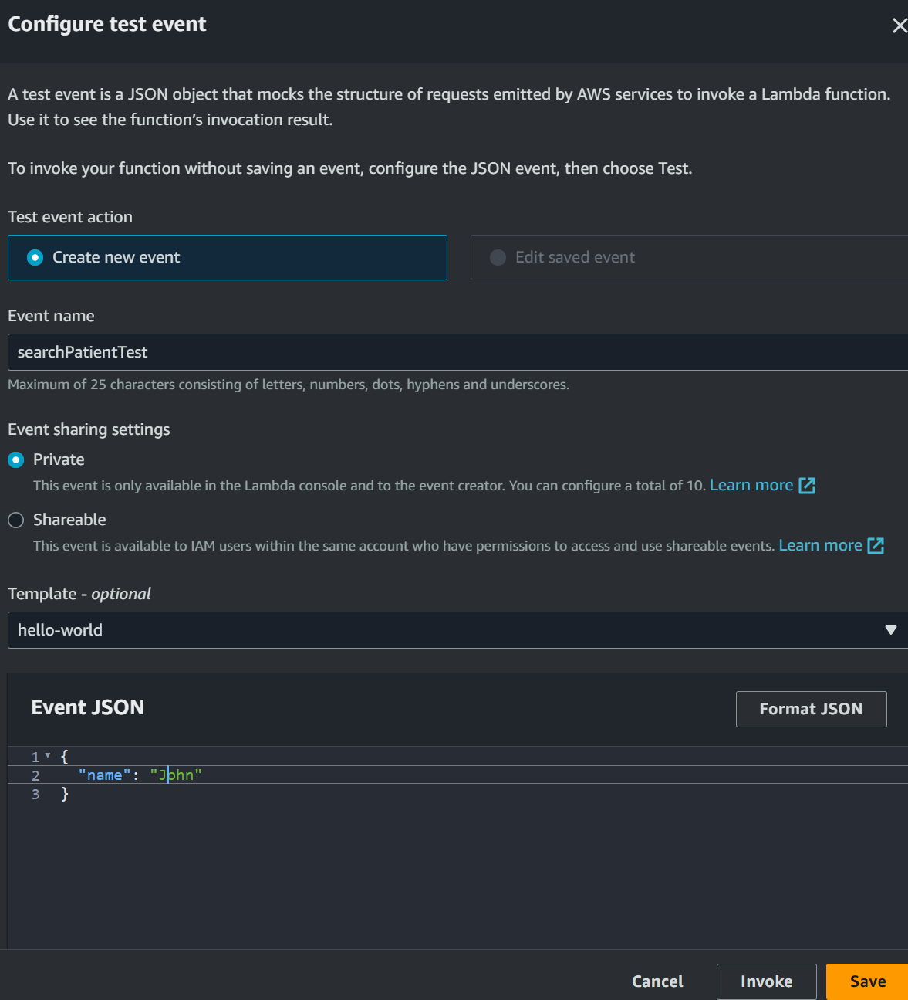 Configure test event
A test event is a JSON object that mocks the structure of requests emitted by AWS services to invoke a Lambda function.
Use it to see the function’s invocation result.
To invoke your function without saving an event, configure the JSON event, then choose Test.
Test event action
Create new event
Edit saved event
Event name
searchPatientTest
Maximum of 25 characters consisting of letters, numbers, dots, hyphens and underscores.
Event sharing settings
Private
This event is only available in the Lambda console and to the event creator. You can configure a total of 10. Learn more
Shareable
This event is available to IAM users within the same account who have permissions to access and use shareable events. Learn more
Template - optional
hello-world
Event JSON
Format JSON
1 {
2 "name": "John"
3 }
Cancel
Invoke
Save